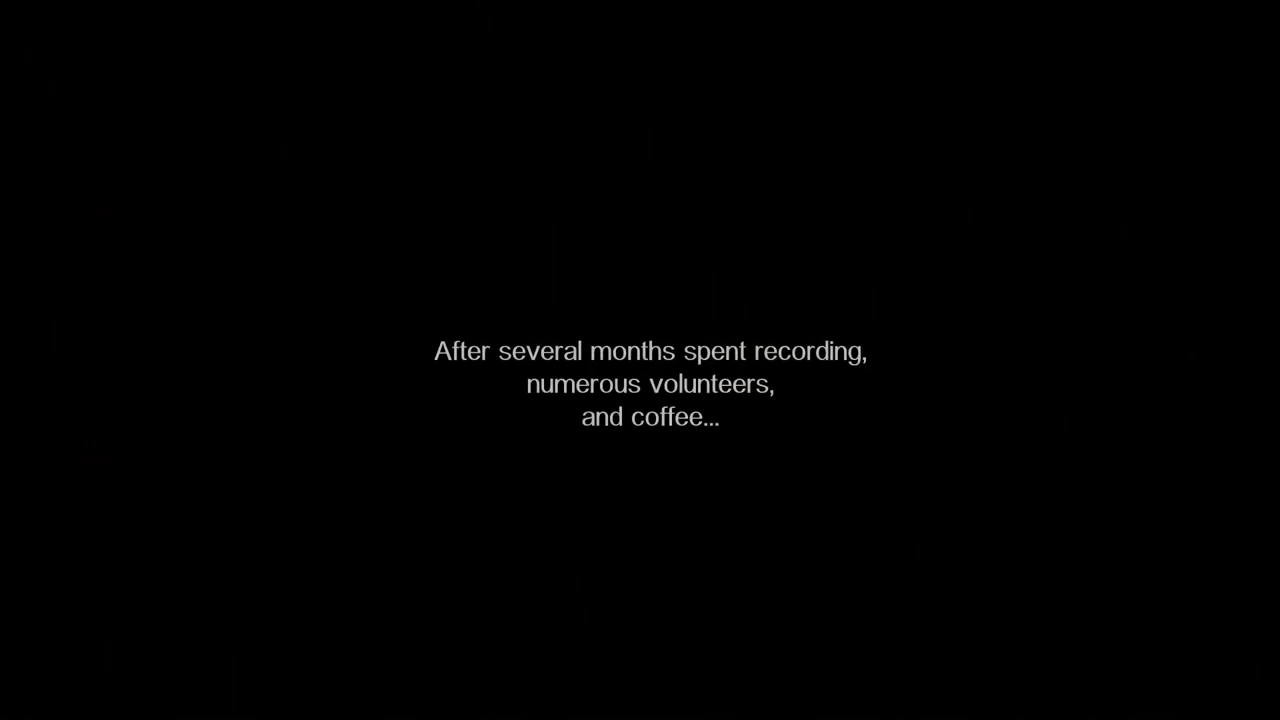 After several months spent recording,
numerous volunteers,
and coffee...